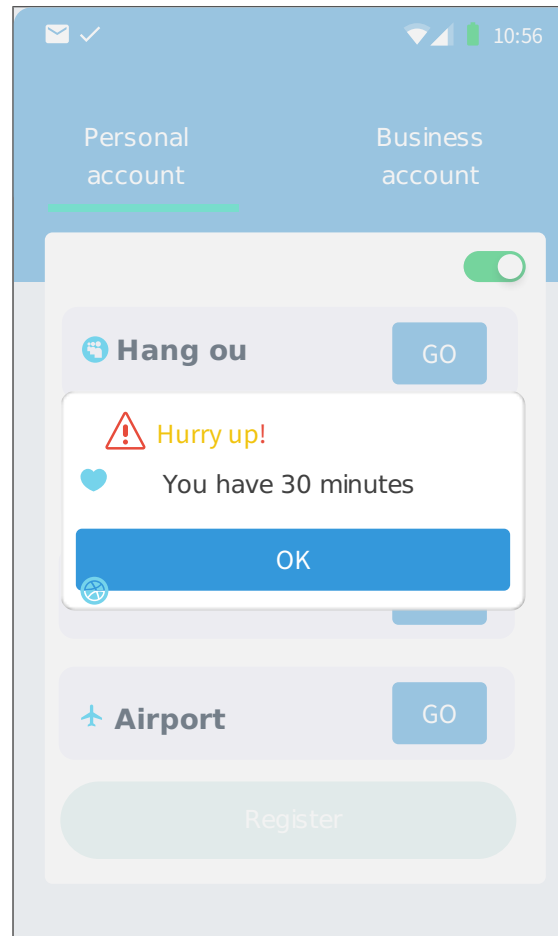 10:56
Personal
account
Business
account
Hang ou
GO
Hurry up!
You have 30 minutes
OK
Airport
GO
Register